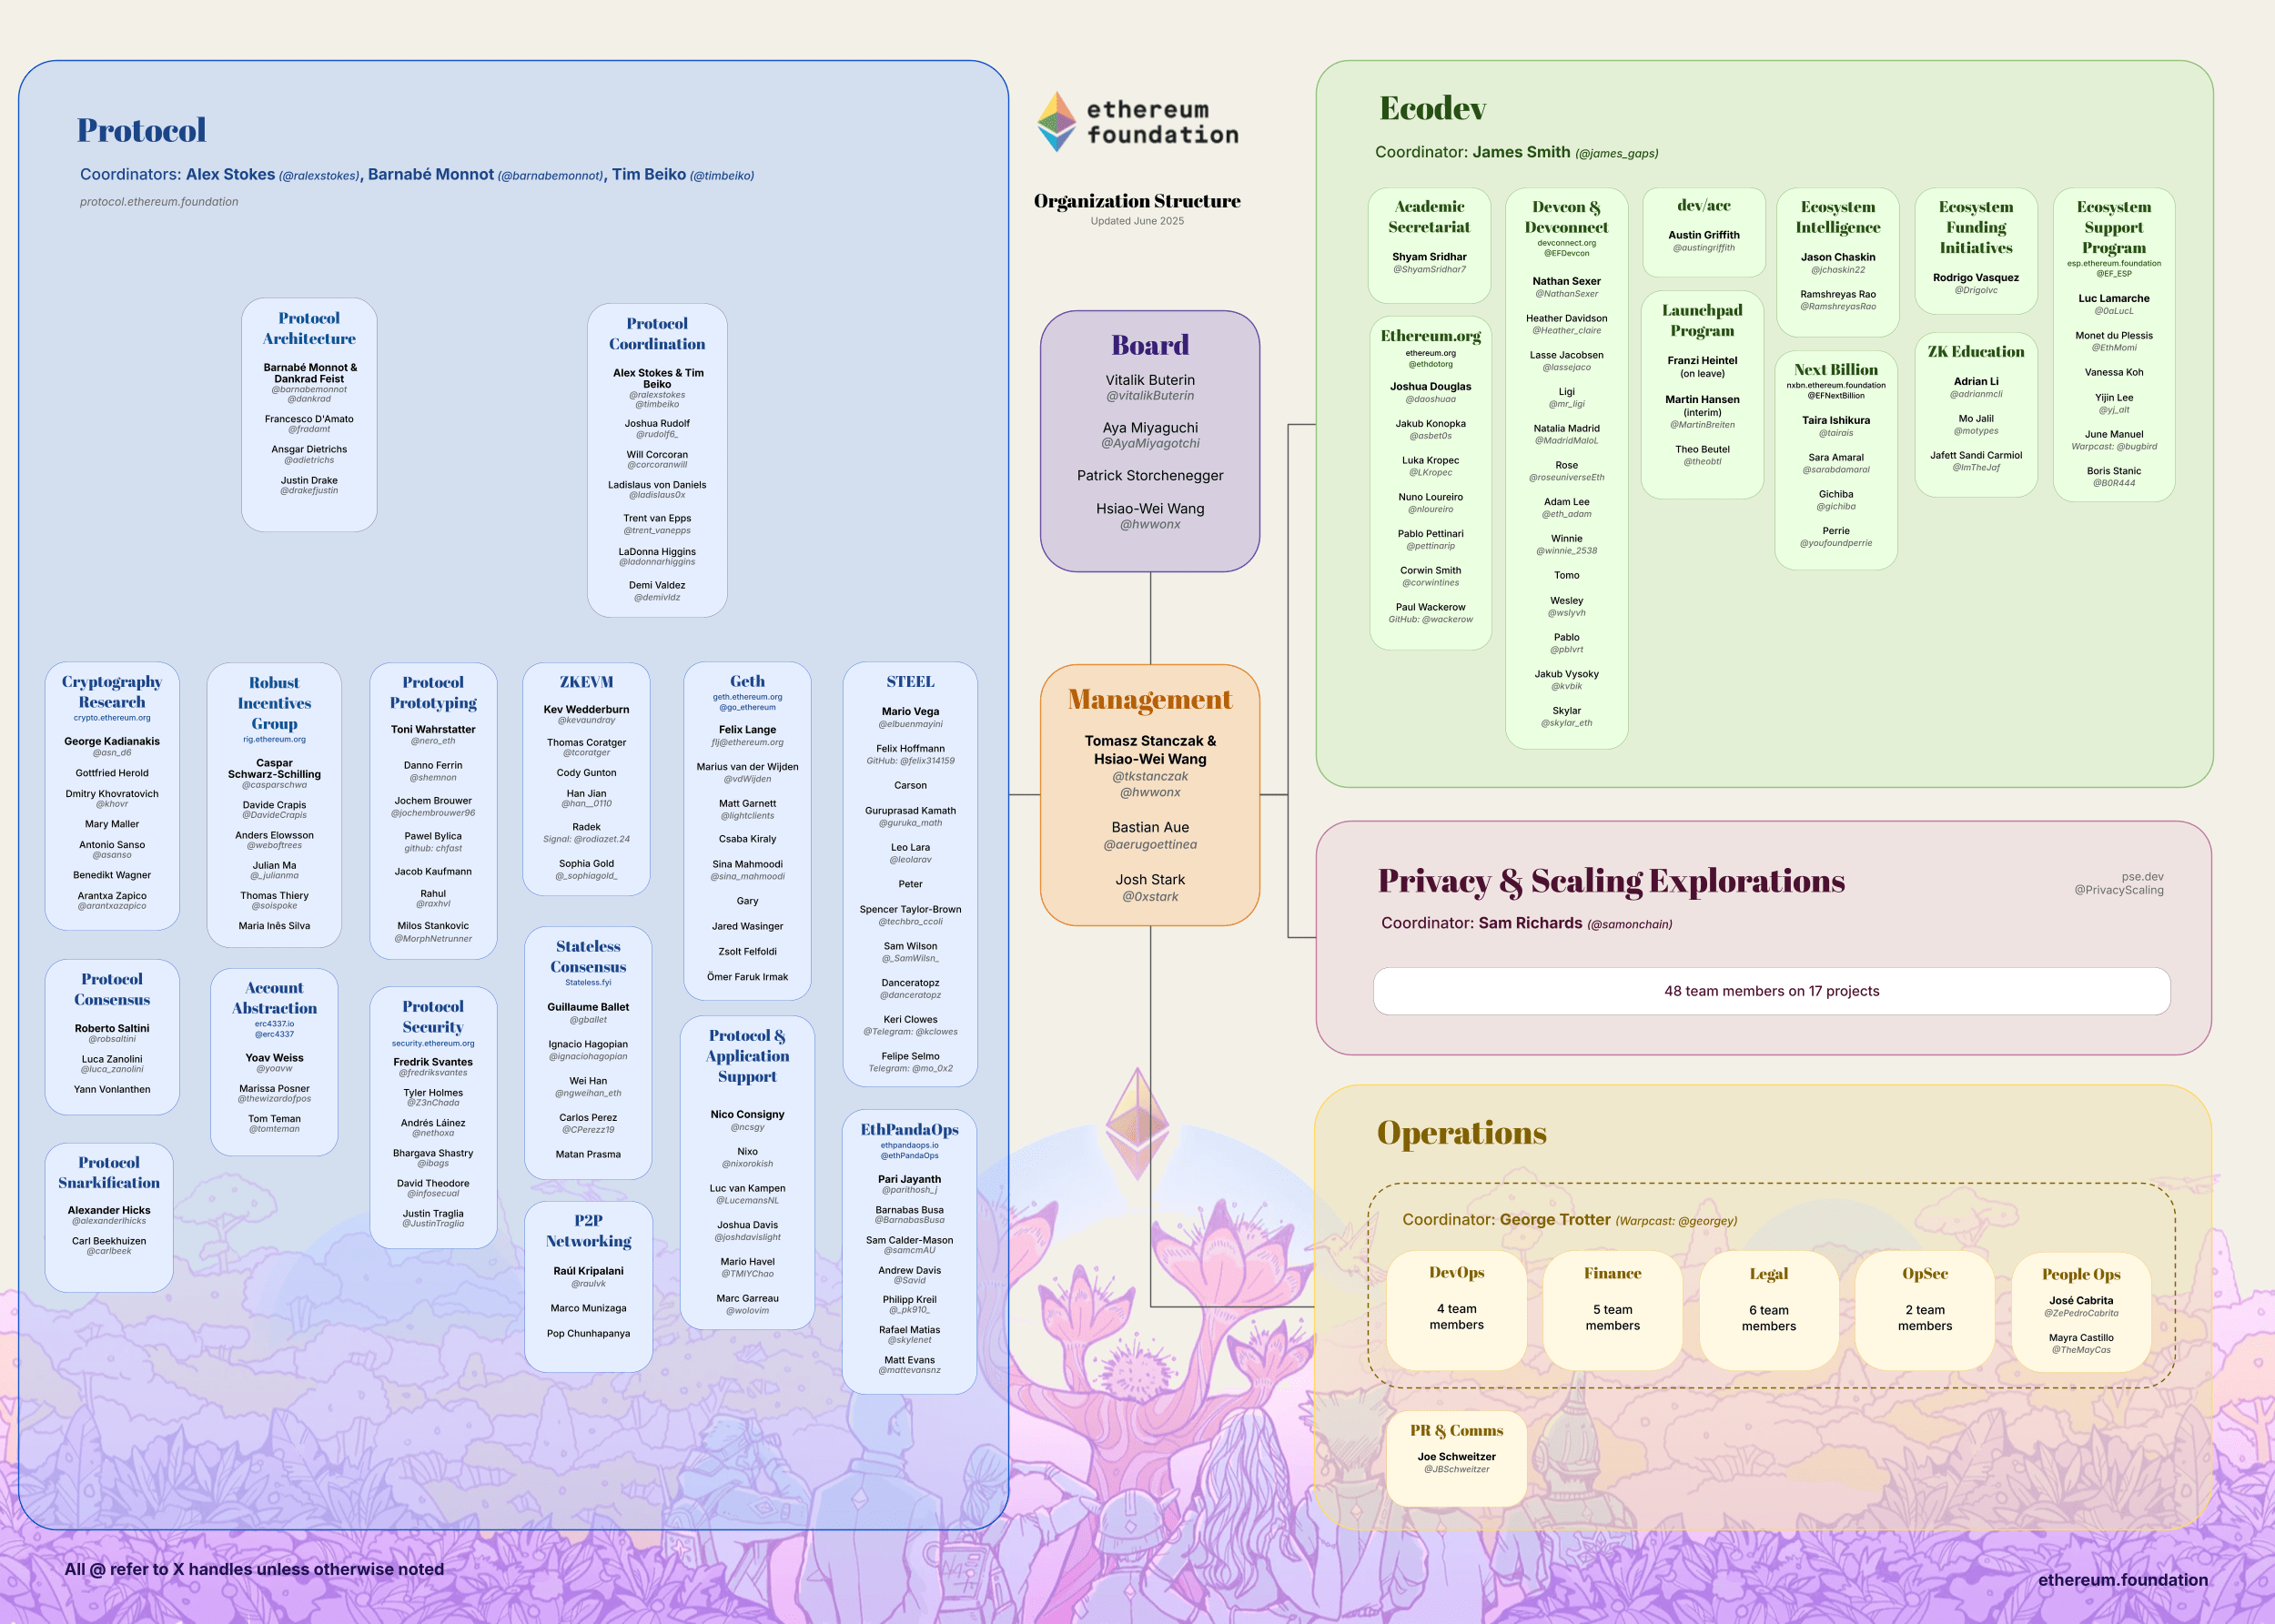 Protocol
Coordinators: Alex Stokes (@ralexstokes), Barnabé Monnot (@barnabemonnot), Tim Beiko (@timbeiko)
protocol.ethereum.foundation
Protocol
Architecture
Barnabé Monnot &
Dankrad Feist
@barnabemonnot
@dankrad
Francesco D'Amato
@fradamt
Ansgar Dietrichs
@adietrichs
Justin Drake
@drakefjustin
Protocol
Coordination
Alex Stokes & Tim
Beiko
@ralexstokes
@timbeiko
Joshua Rudolf
@rudolf6_
Will Corcoran
@corcoranwill
Ladislaus von Daniels
@ladislaus0x
Trent van Epps
@trent_vanepps
LaDonna Higgins
@ladonnarhiggins
Demi Valdez
@demivldz
Cryptography
Research
crypto.ethereum.org
George Kadianakis
@asn_d6
Gottfried Herold
Dmitry Khovratovich
@khovr
Mary Maller
Antonio Sanso
@asanso
Benedikt Wagner
Arantxa Zapico
@arantxazapico
Protocol
Consensus
Roberto Saltini
@robsaltini
Luca Zanolini
@luca_zanolini
Yann Vonlanthen
Protocol
Snarkification
Alexander Hicks
@alexanderlhicks
Carl Beekhuizen
@carlbeek
Robust
Incentives
Group
rig.ethereum.org
Caspar
Schwarz-Schilling
@casparschwa
Davide Crapis
@DavideCrapis
Anders Elowsson
@weboftrees
Julian Ma
@_julianma
Thomas Thiery
@soispoke
Maria Inês Silva
Account
Abstraction
erc4337.io
@erc4337
Yoav Weiss
@yoavw
Marissa Posner
@thewizardofpos
Tom Teman
@tomteman
Protocol
Prototyping
Toni Wahrstatter
@nero_eth
Danno Ferrin
@shemnon
Jochem Brouwer
@jochembrouwer96
Pawel Bylica
github: chfast
Jacob Kaufmann
Rahul
@raxhvl
Milos Stankovic
@MorphNetrunner
Protocol
Security
security.ethereum.org
Fredrik Svantes
@fredriksvantes
Tyler Holmes
@Z3nChada
Andrés Láinez
@nethoxa
Bhargava Shastry
@ibags
David Theodore
@infosecual
Justin Traglia
@JustinTraglia
ZKEVM
Kev Wedderburn
@kevaundray
Thomas Coratger
@tcoratger
Cody Gunton
Han Jian
@han__0110
Radek
Signal: @rodiazet.24
Sophia Gold
@_sophiagold_
Stateless
Consensus
Stateless.fyi
Guillaume Ballet
@gballet
Ignacio Hagopian
@ignaciohagopian
Wei Han
@ngweihan_eth
Carlos Perez
@CPerezz19
Matan Prasma
P2P
Networking
Raúl Kripalani
@raulvk
Marco Munizaga
Pop Chunhapanya
Geth
geth.ethereum.org
@go_ethereum
Felix Lange
flj@ethereum.org
Marius van der Wijden
@vdWijden
Matt Garnett
@lightclients
Csaba Kiraly
Sina Mahmoodi
@sina_mahmoodi
Gary
Jared Wasinger
Zsolt Felfoldi
Ömer Faruk Irmak
Protocol &
Application
Support
Nico Consigny
@ncsgy
Nixo
@nixorokish
Luc van Kampen
@LucemansNL
Joshua Davis
@joshdavislight
Mario Havel
@TMIYChao
Marc Garreau
@wolovim
STEEL
Mario Vega
@elbuenmayini
Felix Hoffmann
GitHub: @felix314159
Carson
Guruprasad Kamath
@guruka_math
Leo Lara
@leolarav
Peter
Spencer Taylor-Brown
@techbro_ccoli
Sam Wilson
@_SamWilsn_
Danceratopz
@danceratopz
Keri Clowes
@Telegram: @kclowes
Felipe Selmo
Telegram: @mo_0x2
EthPandaOps
ethpandaops.io
@ethPandaOps
Pari Jayanth
@parithosh_j
Barnabas Busa
@BarnabasBusa
Sam Calder-Mason
@samcmAU
Andrew Davis
@Savid
Philipp Kreil
@_pk910_
Rafael Matias
@skylenet
Matt Evans
@mattevansnz
ethereum
foundation
Organization Structure
Updated June 2025
Board
Vitalik Buterin
@vitalikButerin
Aya Miyaguchi
@AyaMiyagotchi
Patrick Storchenegger
Hsiao-Wei Wang
@hwwonx
Management
Tomasz Stanczak &
Hsiao-Wei Wang
@tkstanczak
@hwwonx
Bastian Aue
@aerugoettinea
Josh Stark
@0xstark
Ecodev
Coordinator: James Smith (@james_gaps)
Academic
Secretariat
Shyam Sridhar
@ShyamSridhar7
Ethereum.org
ethereum.org
@ethdotorg
Joshua Douglas
@daoshuaa
Jakub Konopka
@asbet0s
Luka Kropec
@LKropec
Nuno Loureiro
@nloureiro
Pablo Pettinari
@pettinarip
Corwin Smith
@corwintines
Paul Wackerow
GitHub: @wackerow
Devcon &
Devconnect
devconnect.org
@EFDevcon
Nathan Sexer
@NathanSexer
Heather Davidson
@Heather_claire
Lasse Jacobsen
@lassejaco
Ligi
@mr_ligi
Natalia Madrid
@MadridMaloL
Rose
@roseuniverseEth
Adam Lee
@eth_adam
Winnie
@winnie_2538
Tomo
Wesley
@wslyvh
Pablo
@pblvrt
Jakub Vysoky
@kvbik
Skylar
@skylar_eth
dev/acc
Austin Griffith
@austingriffith
Launchpad
Program
Franzi Heintel
(on leave)
Martin Hansen
(interim)
@MartinBreiten
Theo Beutel
@theobtl
Ecosystem
Intelligence
Jason Chaskin
@jchaskin22
Ramshreyas Rao
@RamshreyasRao
Next Billion
nxbn.ethereum.foundation
@EFNextBillion
Taira Ishikura
@tairais
Sara Amaral
@sarabdamaral
Gichiba
@gichiba
Perrie
@youfoundperrie
Ecosystem
Funding
Initiatives
Rodrigo Vasquez
@Drigolvc
ZK Education
Adrian Li
@adrianmcli
Mo Jalil
@motypes
Jafett Sandi Carmiol
@ImTheJaf
Ecosystem
Support
Program
esp.ethereum.foundation
@EF_ESP
Luc Lamarche
@0aLucL
Monet du Plessis
@EthMomi
Vanessa Koh
Yijin Lee
@yj_alt
June Manuel
Warpcast: @bugbird
Boris Stanic
@B0R444
Privacy & Scaling Explorations
pse.dev
@PrivacyScaling
Coordinator: Sam Richards (@samonchain)
48 team members on 17 projects
Operations
Coordinator: George Trotter (Warpcast: @georgey)
DevOps
4 team
members
Finance
5 team
members
Legal
6 team
members
OpSec
2 team
members
People Ops
José Cabrita
@ZePedroCabrita
Mayra Castillo
@TheMayCas
PR & Comms
Joe Schweitzer
@JBSchweitzer
All @ refer to X handles unless otherwise noted
ethereum.foundation